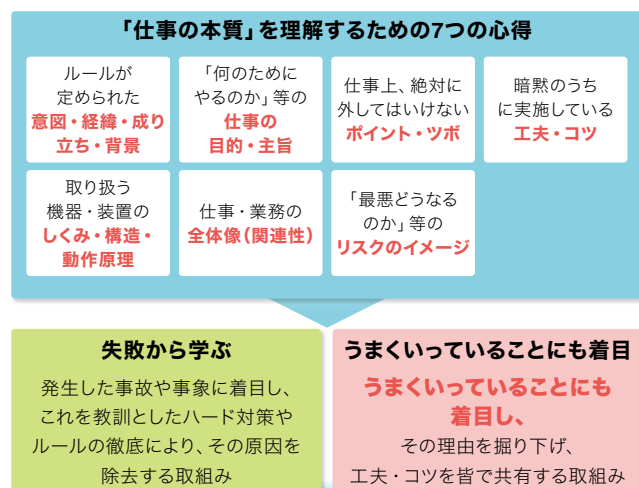 「仕事の本質」を理解するための7つの心得
ルールが
定められた
意図・経緯・成り
立ち・背景
「何のために
やるのか」等の
仕事の
目的・主旨
仕事上、絶対に
外してはいけない
ポイント・ツボ
暗黙のうち
に実施している
工夫・コツ
取り扱う
機器・装置の
しくみ・構造・
動作原理
仕事・業務の
全体像(関連性)
「最悪どうなる
のか」等の
リスクのイメージ
失敗から学ぶ
発生した事故や事象に着目し、
これを教訓としたハード対策や
ルールの徹底により、その原因を
除去する取組み
うまくいっていることにも着目
うまくいっていることにも
着目し、
その理由を掘り下げ、
工夫・コツを皆で共有する取組み